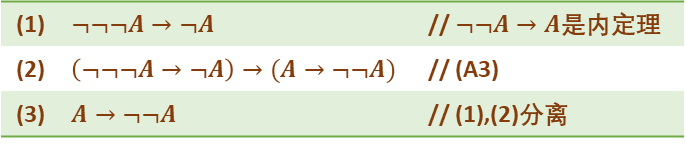 (1) ¬¬¬A → ¬A // ¬¬A → A是内定理
(2) (¬¬¬A → ¬A) → (A → ¬¬A) // (A3)
(3) A → ¬¬A // (1),(2)分离